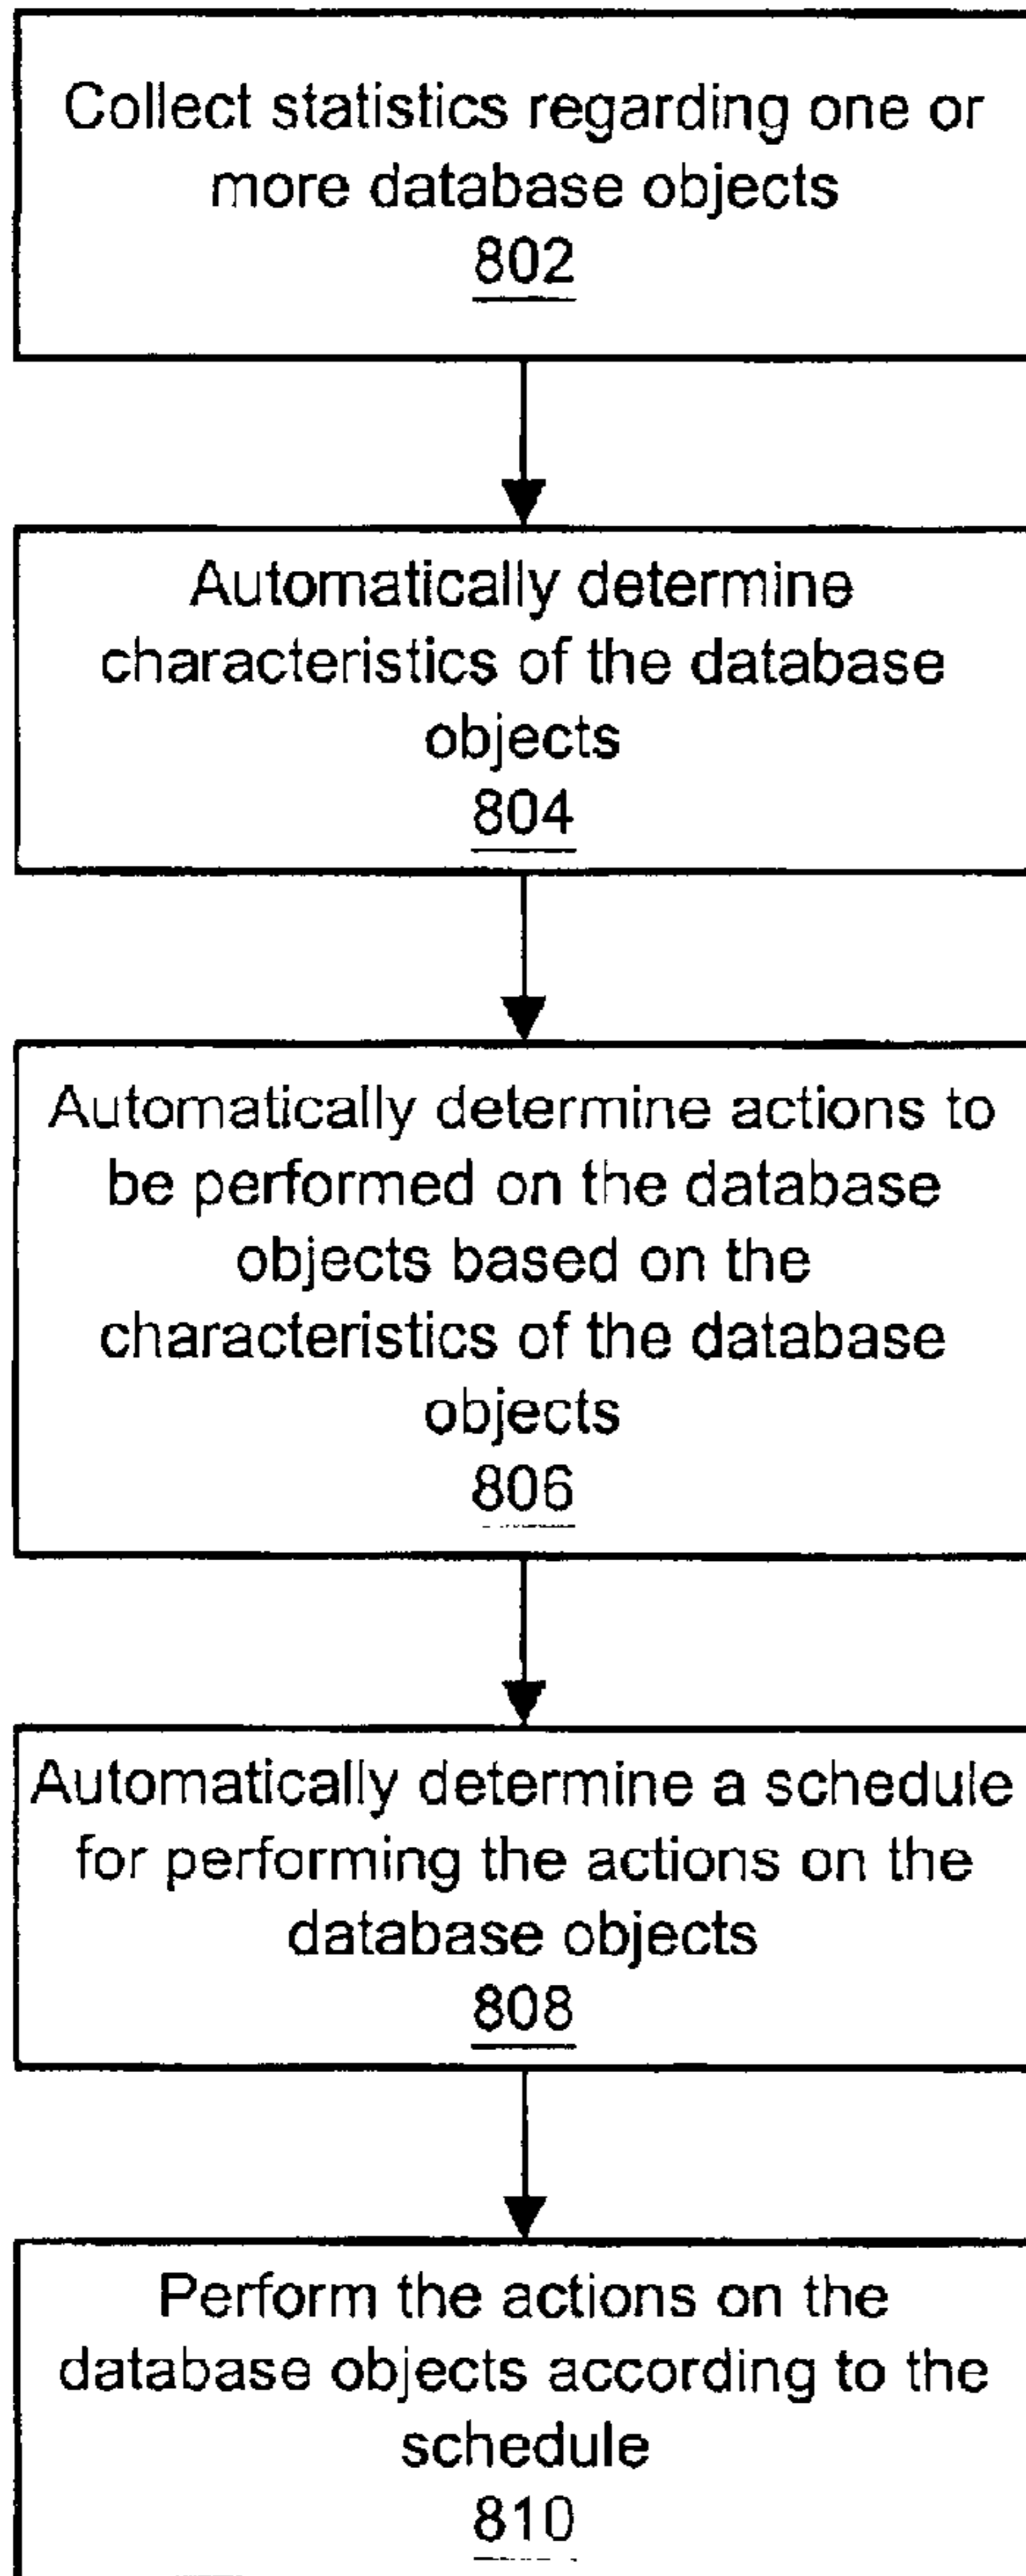 Collect statistics regarding one or
more database objects
802
Automatically determine
characteristics of the database
objects
804
Automatically determine actions to
be performed on the database
objects based on the
characteristics of the database
objects
806
Automatically determine a schedule
for performing the actions on the
database objects
808
Perform the actions on the
database objects according to the
schedule
810